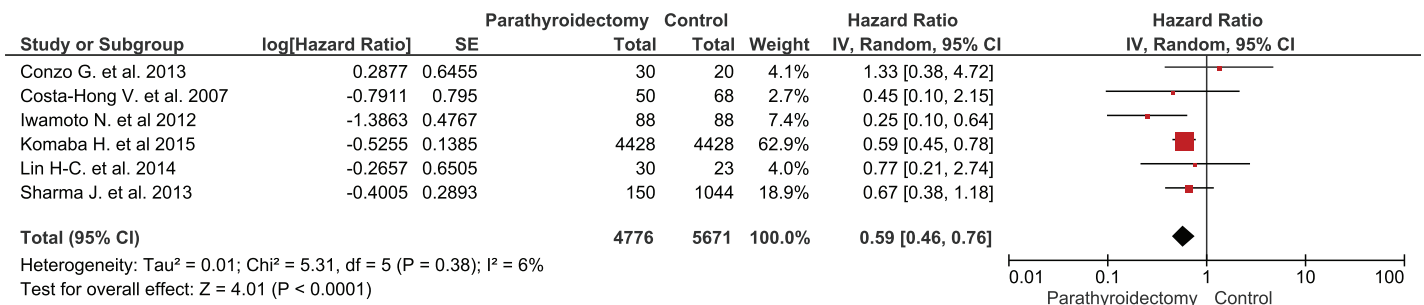 Parathyroidectomy Control Hazard Ratio Hazard Ratio
Study or Subgroup log[Hazard Ratio] SE Total Total Weight IV, Random, 95% CI IV, Random, 95% CI
Conzo G. et al. 2013 0.2877 0.6455 30 20 4.1% 1.33 [0.38, 4.72]
Costa-Hong V. et al. 2007 -0.7911 0.795 50 68 2.7% 0.45 [0.10, 2.15]
Iwamoto N. et al 2012 -1.3863 0.4767 88 88 7.4% 0.25 [0.10, 0.64]
Komaba H. et al 2015 -0.5255 0.1385 4428 4428 62.9% 0.59 [0.45, 0.78]
Lin H-C. et al. 2014 -0.2657 0.6505 30 23 4.0% 0.77 [0.21, 2.74]
Sharma J. et al. 2013 -0.4005 0.2893 150 1044 18.9% 0.67 [0.38, 1.18]
Total (95% CI) 4776 5671 100.0% 0.59 [0.46, 0.76]
Heterogeneity: Tau² = 0.01; Chi² = 5.31, df = 5 (P = 0.38); I² = 6%
Test for overall effect: Z = 4.01 (P < 0.0001)
0.01 0.1 1 10 100
Parathyroidectomy Control